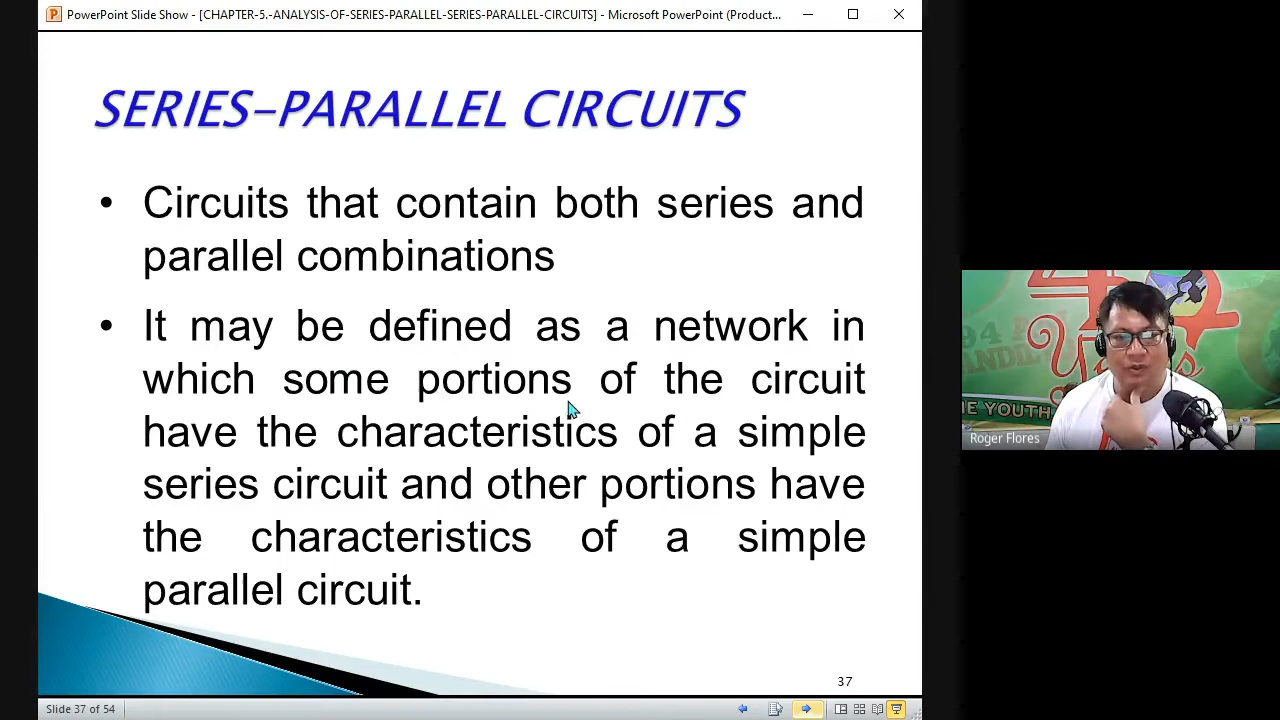 PowerPoint Slide Show - [CHAPTER-5.-ANALYSIS-OF-SERIES-PARALLEL-SERIES.PARALLEL-CIRCUITS] - Microsoft PowerPoint (Product...
SERIES-PARALLEL CIRCUITS
• Circuits that contain both series and
parallel combinations
• It may be defined as a network in
which some portions of the circuit
have the characteristics of a simple
series circuit and other portions have
the characteristics of a simple
parallel circuit.
37
Slide 37 of 54
Years
THE YOUTH
Roger Flores